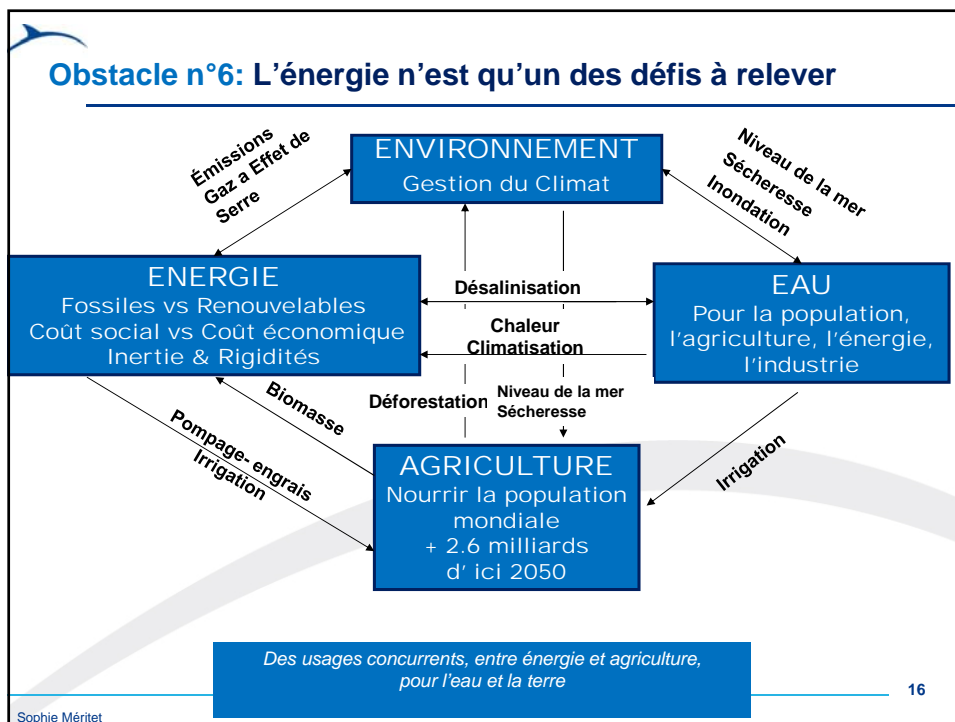 Obstacle n°6: L'énergie n'est qu'un des défis à relever
Émissions
Gaz a Effet de
Serre
ENVIRONNEMENT
Gestion du Climat
Niveau de la mer
Sécheresse
Inondation
ENERGIE
Fossiles vs Renouvelables
Coût social vs Coût économique
Inertie & Rigidités
Désalinisation
Chaleur
Climatisation
EAU
Pour la population,
l'agriculture, l'énergie,
l'industrie
Biomasse
Déforestation
Niveau de la mer
Sécheresse
Pompage- engrais
Irrigation
AGRICULTURE
Nourrir la population
mondiale
+ 2.6 milliards
d' ici 2050
Irrigation
Des usages concurrents, entre énergie et agriculture,
pour l'eau et la terre
16
Sophie Méritet